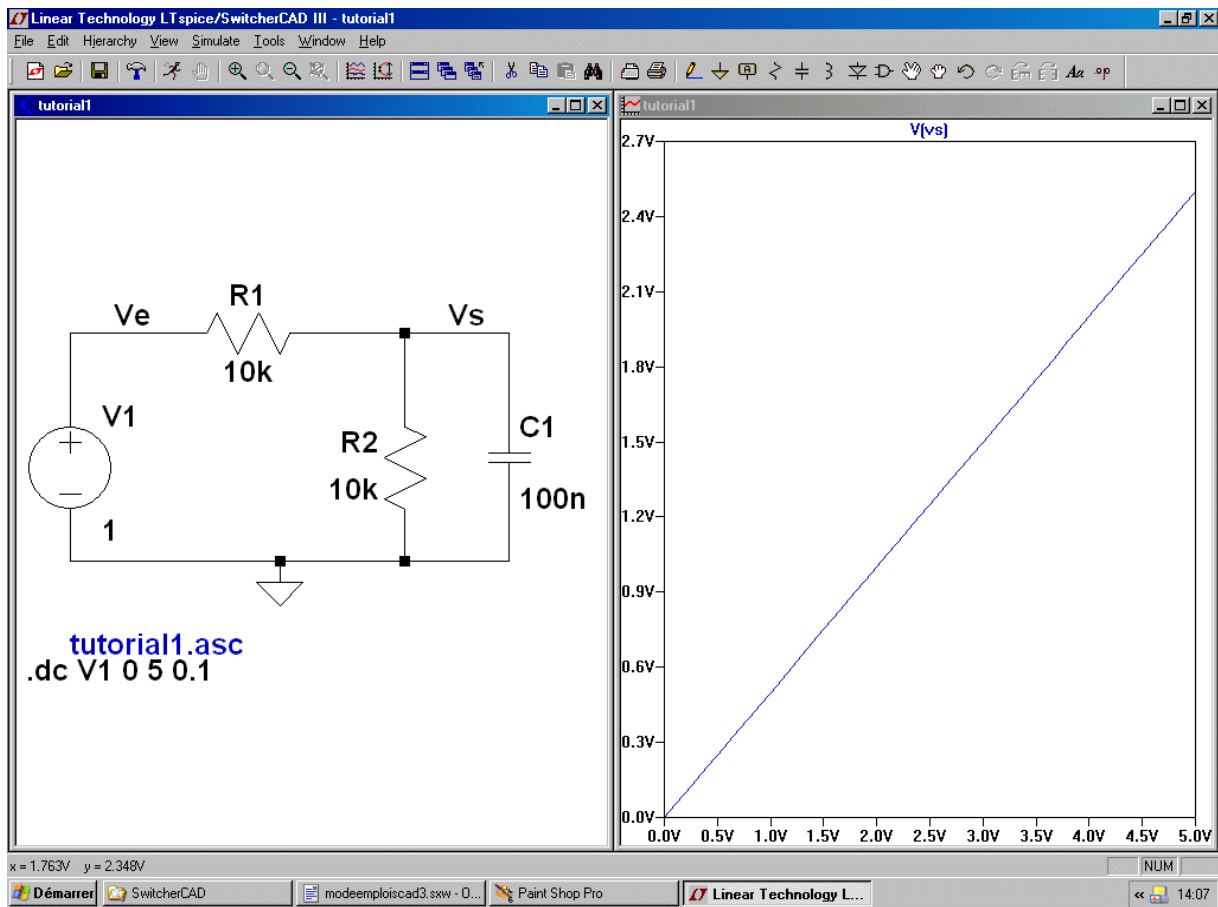 Linear Technology LTspice/SwitcherCAD III - tutorial1
File Edit Hjerarchy View Simulate Tools Window Help
Aa .op
tutorial1
Ve
R1
10k
Vs
V1
1
R2
10k
C1
100n
tutorial1.asc
.dc V1 0 5 0.1
tutorial1
V(vs)
2.7V
2.4V
2.1V
1.8V
1.5V
1.2V
0.9V
0.6V
0.3V
0.0V
0.0V 0.5V 1.0V 1.5V 2.0V 2.5V 3.0V 3.5V 4.0V 4.5V 5.0V
x = 1.763V y = 2.348V
NUM
Démarrer SwitcherCAD modeemploiscad3.sxw - O... Paint Shop Pro Linear Technology L... « 14:07